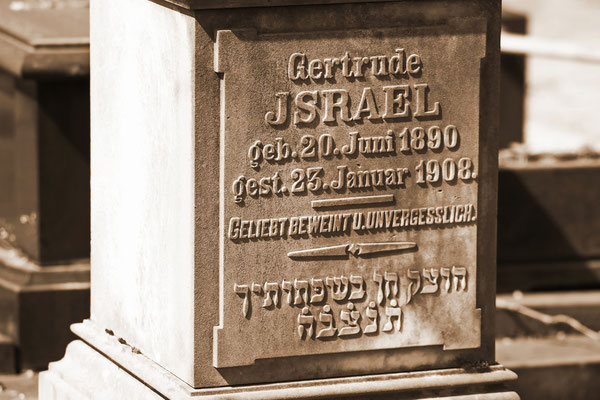 Gertrude
JSRAEL
geb. 20. Juni 1890
gest. 23. Januar 1908.
GELIEBT BEWEINT U. UNVERGESSLICH.
הוצק חן בשפתותיך
תנצבה